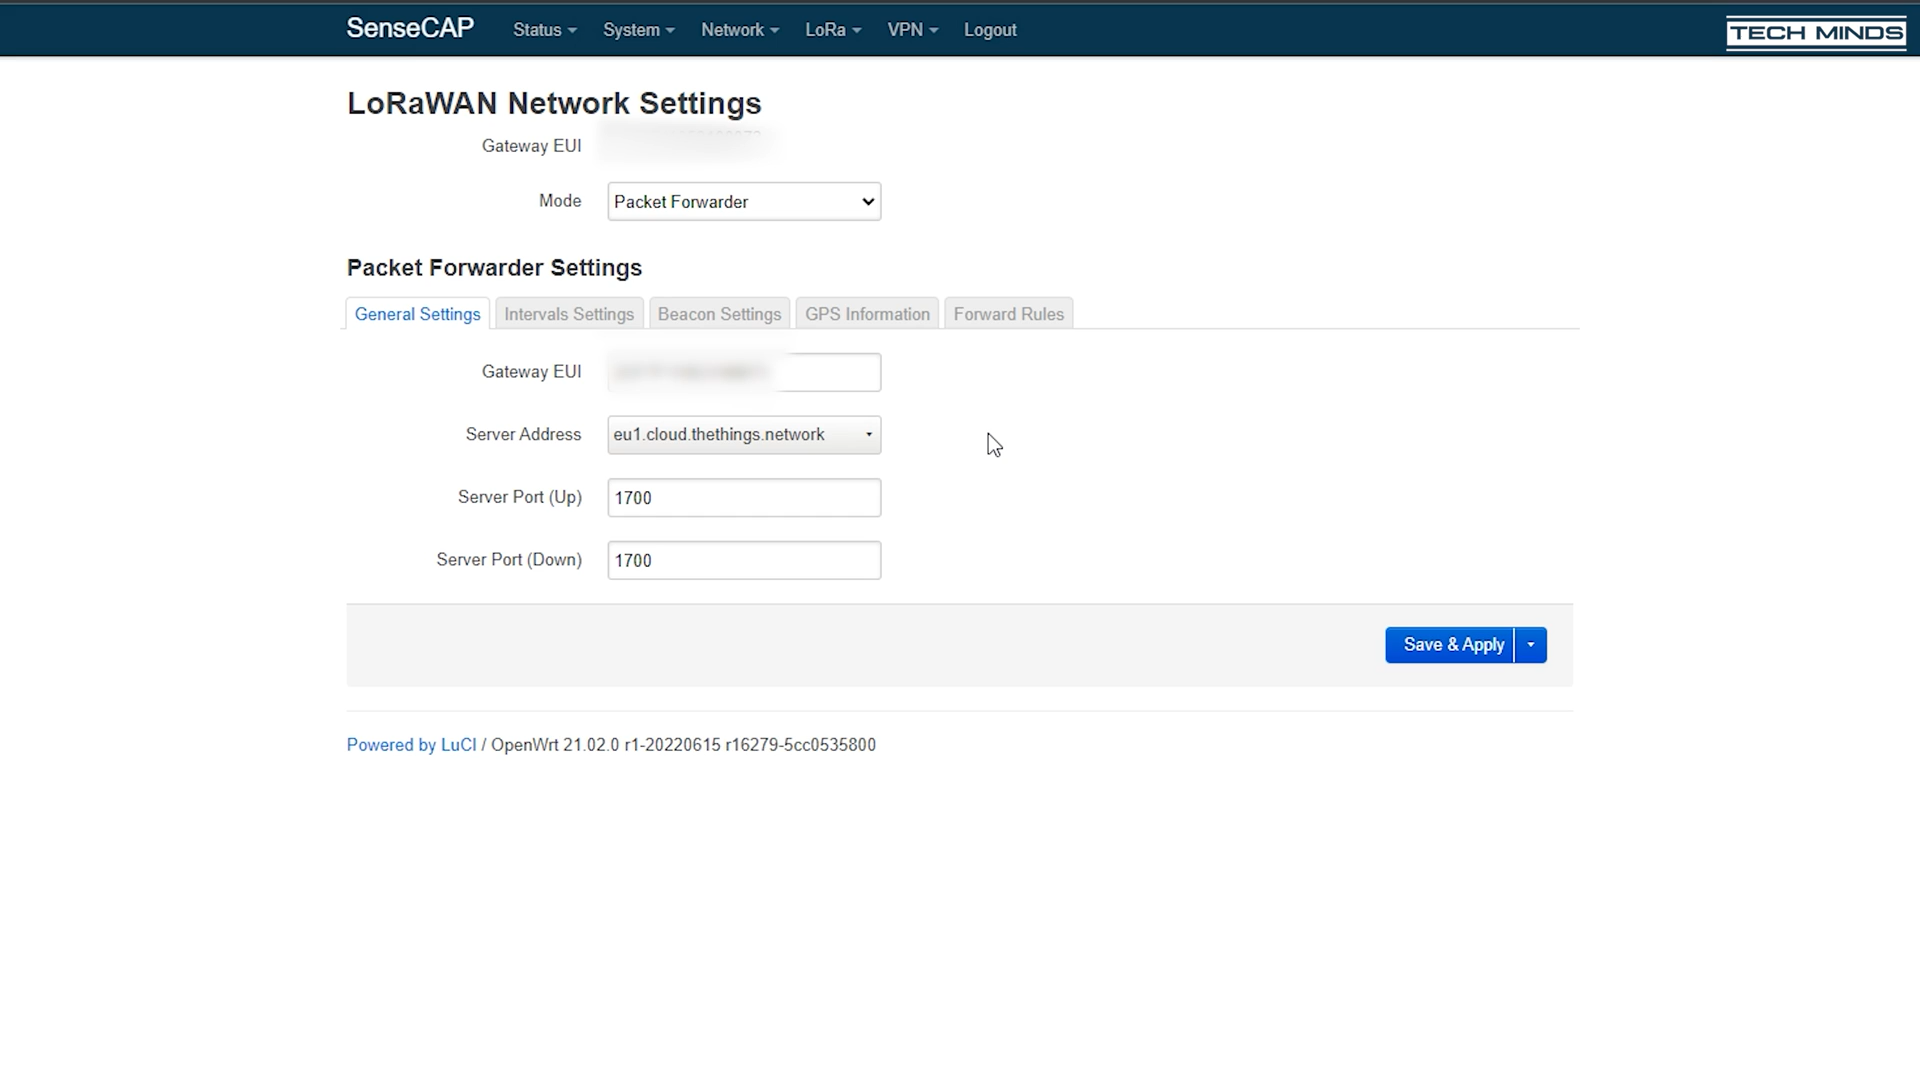 SenseCAP Status System Network LoRa VPN Logout
TECH MINDS
LoRaWAN Network Settings
Gateway EUI
Mode Packet Forwarder
Packet Forwarder Settings
General Settings Intervals Settings Beacon Settings GPS Information Forward Rules
Gateway EUI
Server Address eu1.cloud.thethings.network
Server Port (Up) 1700
Server Port (Down) 1700
Save & Apply
Powered by LuCI / OpenWrt 21.02.0 r1-20220615 r16279-5cc0535800